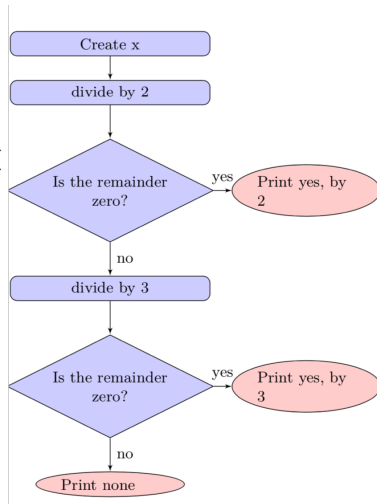 Create x
divide by 2
Is the remainder
zero?
yes
Print yes, by
2
no
divide by 3
Is the remainder
zero?
yes
Print yes, by
3
no
Print none